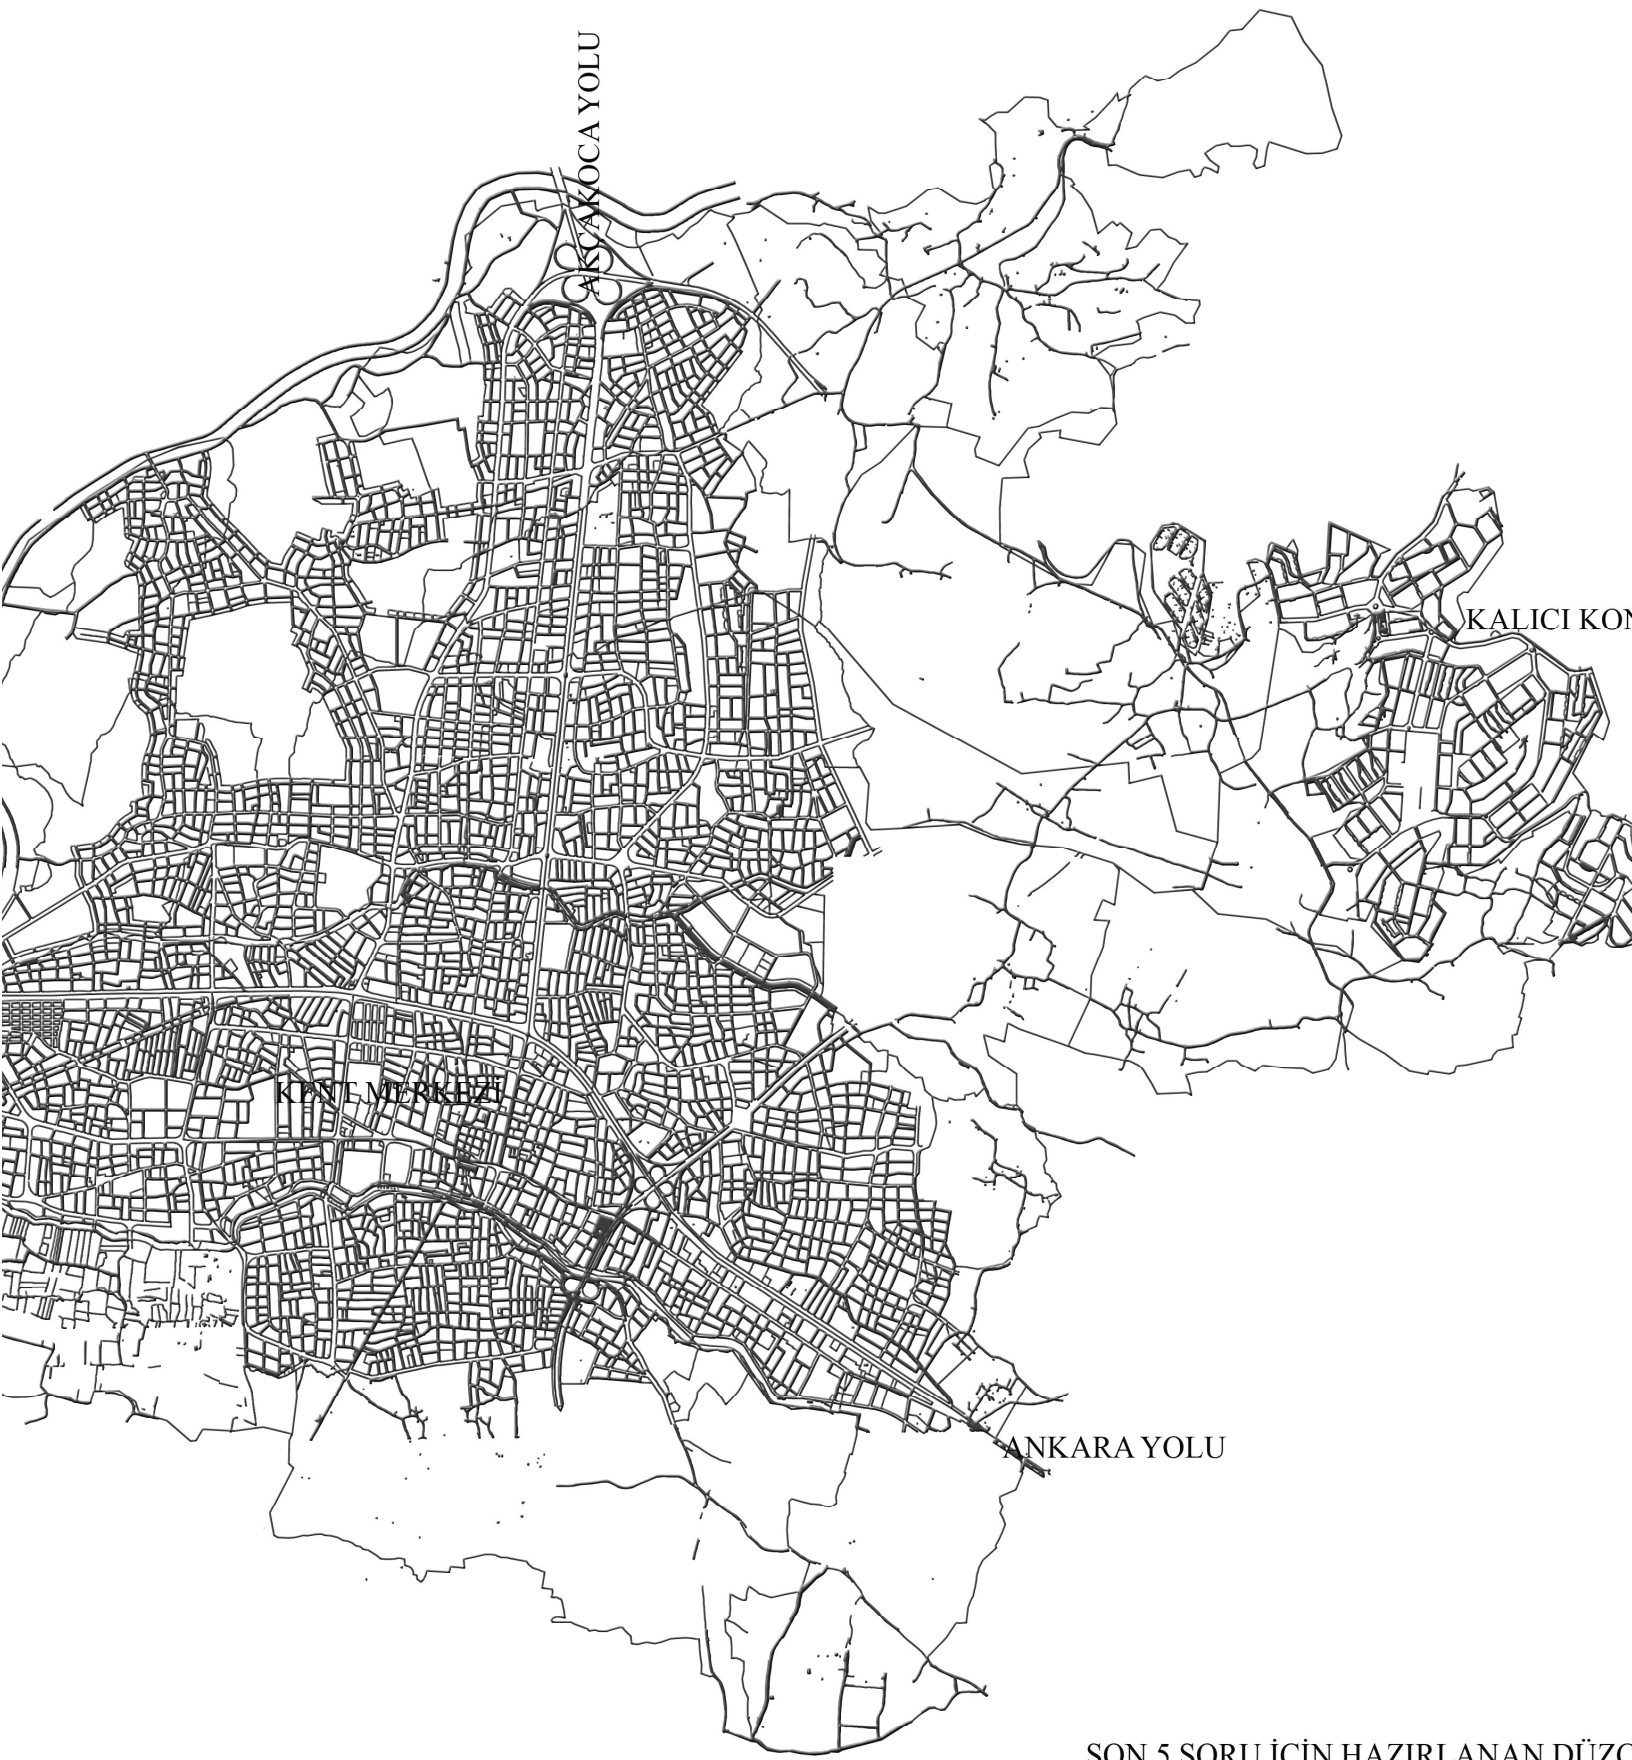 AKÇAKOCA YOLU
KALICI KON
KENT MERKEZİ
ANKARA YOLU
SON 5 SORU İÇİN HAZIRLANAN DÜZC